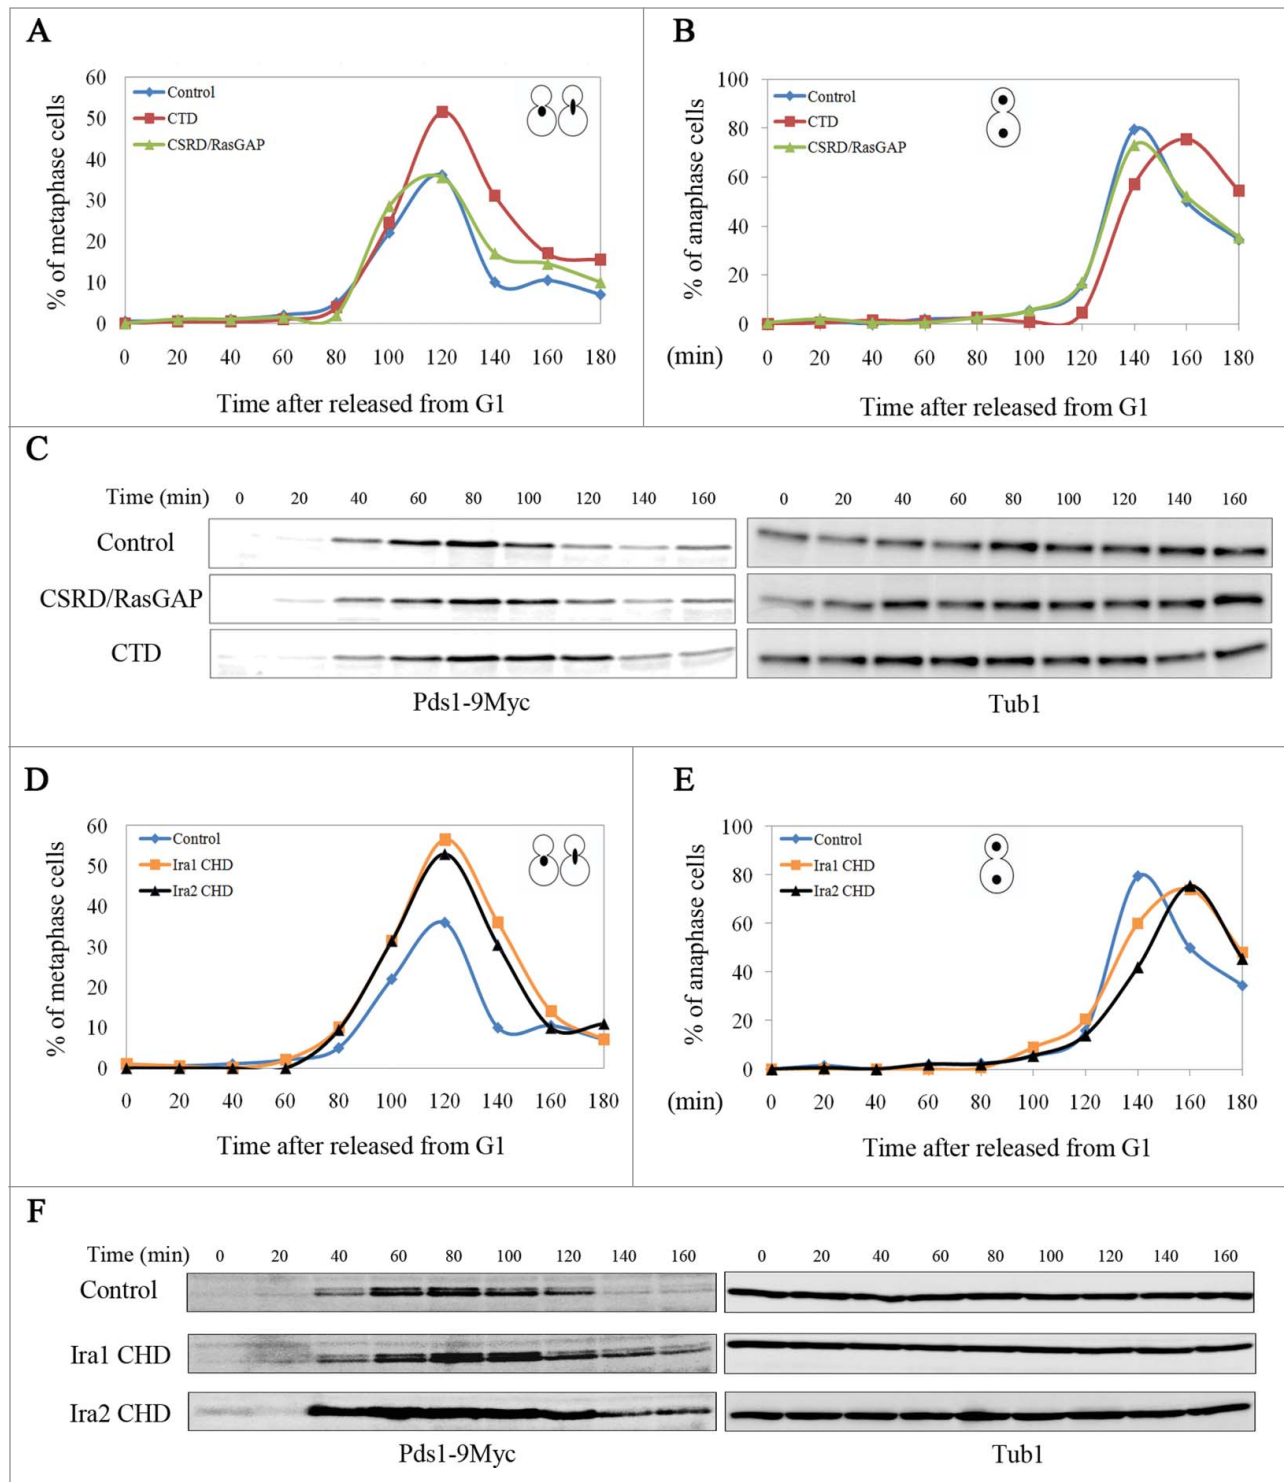 A
% of metaphase cells
60
50
40
30
20
10
0
Control
CTD
CSRD/RasGAP
0 20 40 60 80 100 120 140 160 180
Time after released from G1
B
% of anaphase cells
100
80
60
40
20
0
Control
CTD
CSRD/RasGAP
(min) 0 20 40 60 80 100 120 140 160 180
Time after released from G1
C
Time (min) 0 20 40 60 80 100 120 140 160 0 20 40 60 80 100 120 140 160
Control
CSRD/RasGAP
CTD
Pds1-9Myc Tub1
D
% of metaphase cells
60
50
40
30
20
10
0
Control
Ira1 CHD
Ira2 CHD
0 20 40 60 80 100 120 140 160 180
Time after released from G1
E
% of anaphase cells
100
80
60
40
20
0
Control
Ira1 CHD
Ira2 CHD
(min) 0 20 40 60 80 100 120 140 160 180
Time after released from G1
F
Time (min) 0 20 40 60 80 100 120 140 160 0 20 40 60 80 100 120 140 160
Control
Ira1 CHD
Ira2 CHD
Pds1-9Myc Tub1